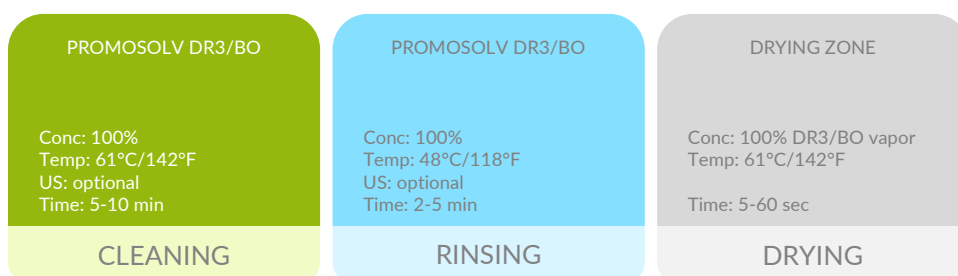 PROMOSOLV DR3/BO
Conc: 100%
Temp: 61°C/142°F
US: optional
Time: 5-10 min
CLEANING
PROMOSOLV DR3/BO
Conc: 100%
Temp: 48°C/118°F
US: optional
Time: 2-5 min
RINSING
DRYING ZONE
Conc: 100% DR3/BO vapor
Temp: 61°C/142°F
Time: 5-60 sec
DRYING